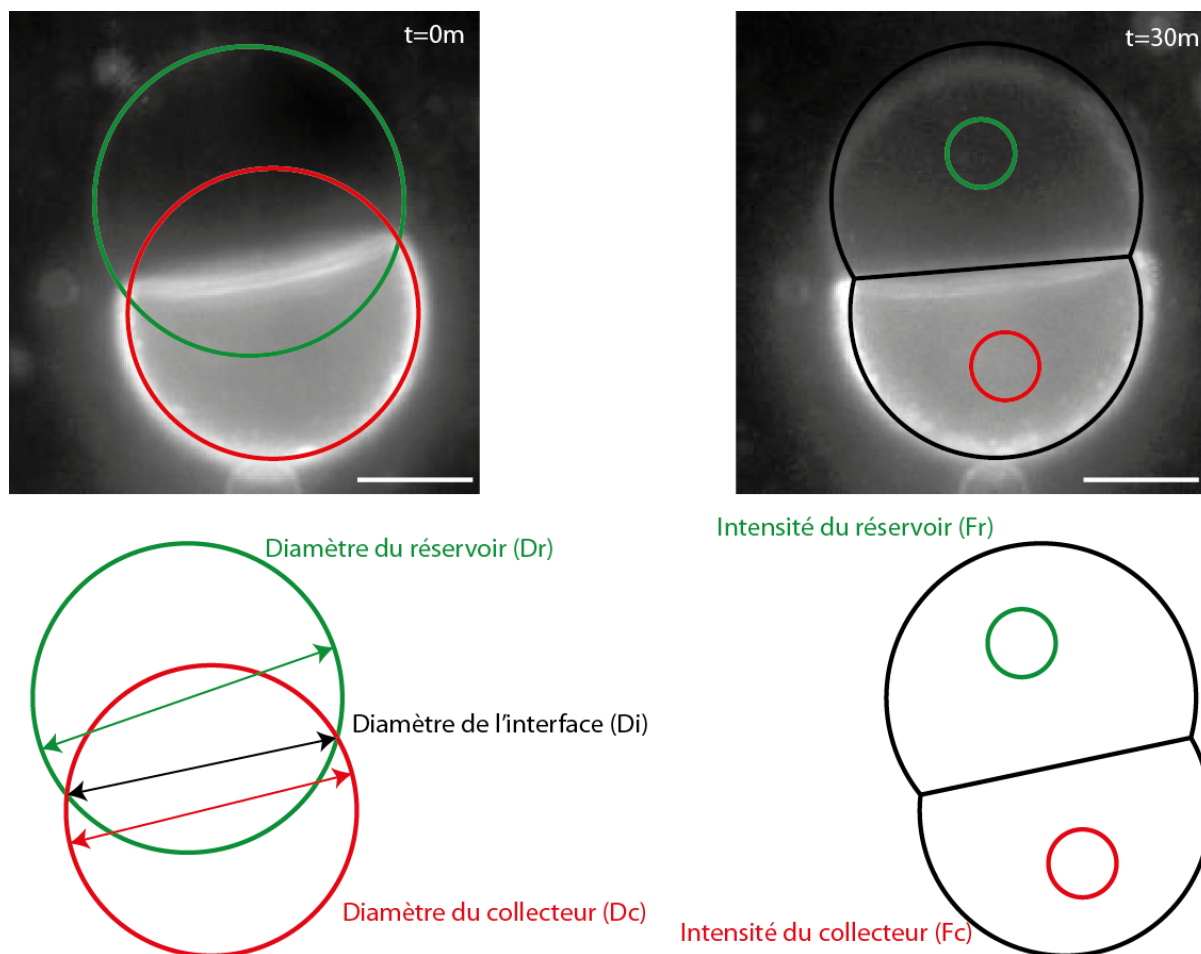 t=0m
t=30m
Diamètre du réservoir (Dr)
Intensité du réservoir (Fr)
Diamètre de l'interface (Di)
Diamètre du collecteur (Dc)
Intensité du collecteur (Fc)